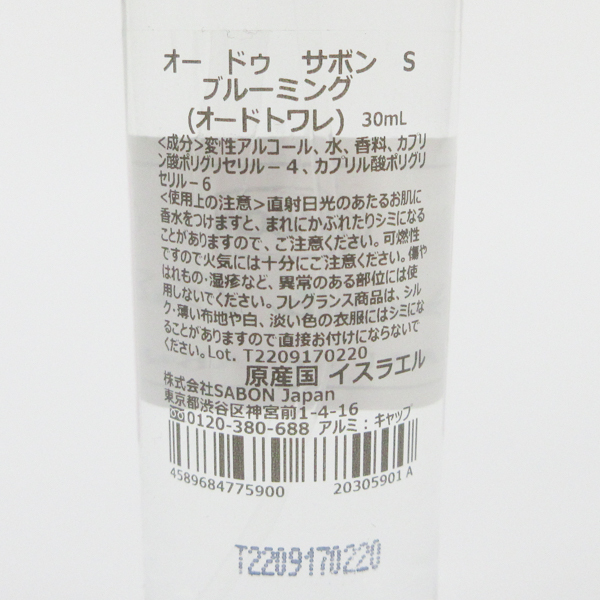 オー ドゥ サボン S
ブルーミング
(オードトワレ) 30mL
<成分>変性アルコール、水、香料、カプリ
ン酸ポリグリセリル－4、カプリル酸ポリグリ
セリル－6
<使用上の注意>直射日光のあたるお肌に
香水をつけますと、まれにかぶれたりシミになる
ことがありますので、ご注意ください。可燃性
ですので火気には十分にご注意ください。傷や
はれもの・湿疹など、異常のある部位には使
用しないでください。フレグランス商品は、シル
ク・薄い布地や白、淡い色の衣服にはシミにな
ることがありますので直接お付けにならないで
ください。Lot. T2209170220
原産国 イスラエル
株式会社SABON Japan
東京都渋谷区神宮前1-4-16
0120-380-688 アルミ：キャップ
4589684775900 20305901 A
T2209170220